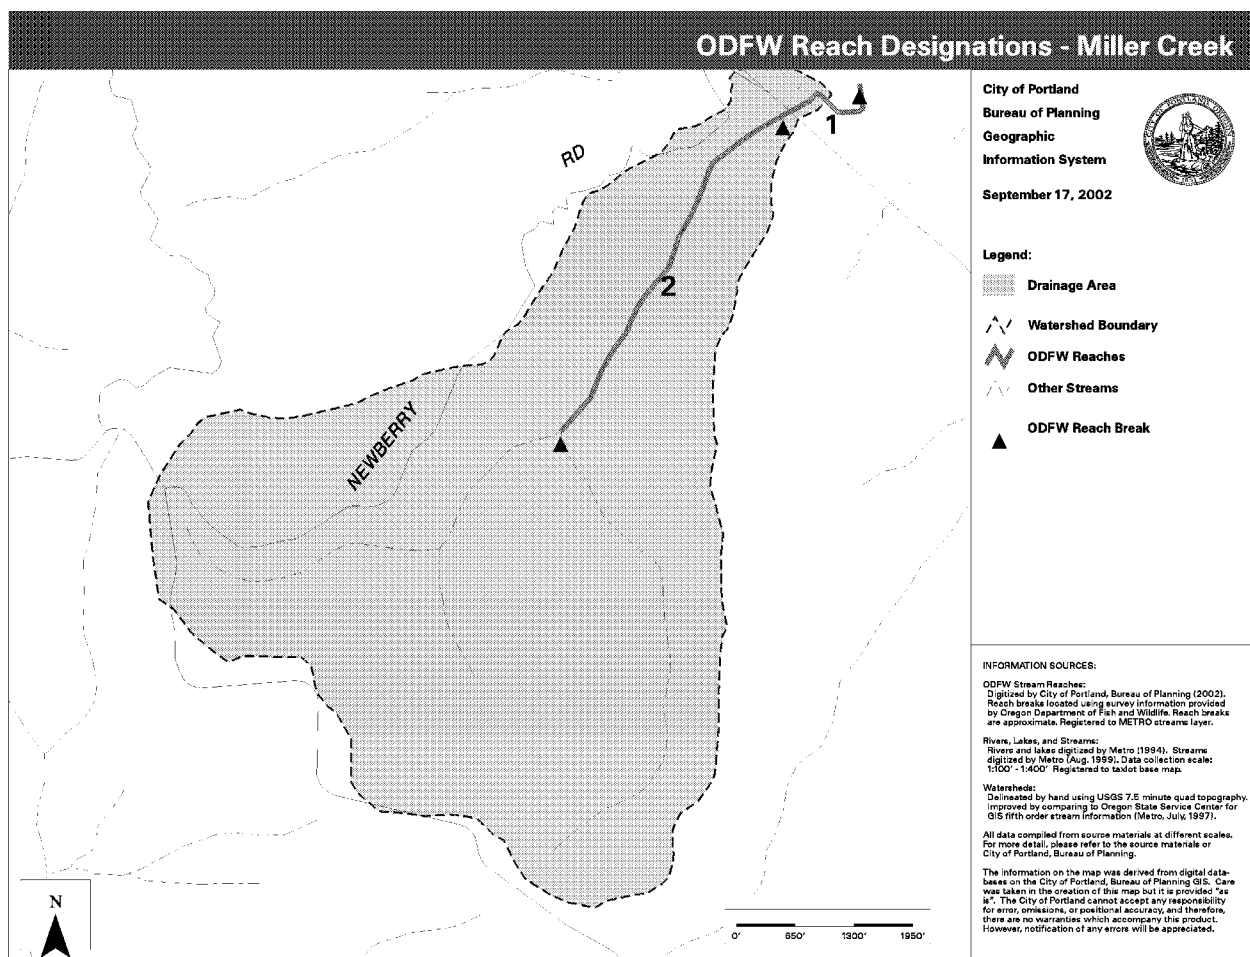 ODFW Reach Designations - Miller Creek
City of Portland
Bureau of Planning
Geographic
Information System
September 17, 2002
Legend:
Drainage Area
Watershed Boundary
ODFW Reaches
Other Streams
ODFW Reach Break
1
RD
2
NEWBERRY
INFORMATION SOURCES:
ODFW Stream Reaches:
Digitized by City of Portland, Bureau of Planning (2002).
Reach breaks located using survey information provided
by Oregon Department of Fish and Wildlife. Reach breaks
are approximate. Registered to METRO streams layer.
Rivers, Lakes, and Streams:
Rivers and lakes digitized by Metro (1994). Streams
digitized by Metro (Aug. 1999). Data collection scale:
1:100' - 1:400' Registered to taxlot base map.
Watersheds:
Delineated by hand using USGS 7.5 minute quad topography.
Improved by comparing to Oregon State Service Center for
GIS fifth order stream information (Metro, July, 1997).
All data compiled from source materials at different scales.
For more detail, please refer to the source materials or
City of Portland, Bureau of Planning.
The information on the map was derived from digital data-
bases on the City of Portland, Bureau of Planning GIS. Care
was taken in the creation of this map but it is provided "as
is". The City of Portland cannot accept any responsibility
for error, omissions, or positional accuracy, and therefore,
there are no warranties which accompany this product.
However, notification of any errors will be appreciated.
N
0' 650' 1300' 1950'